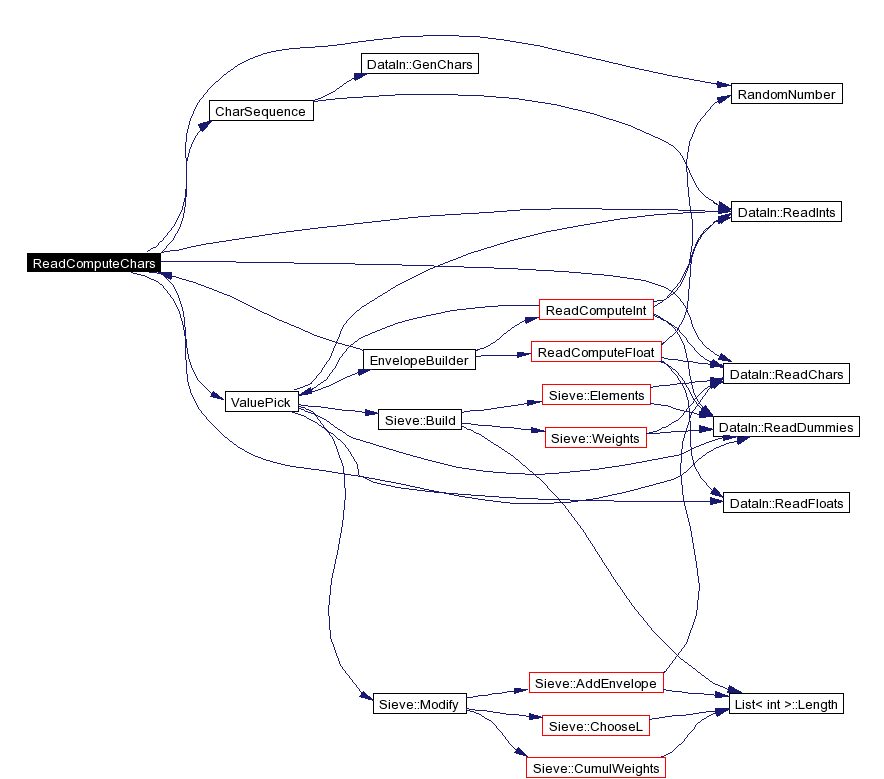 DataIn::GenChars
RandomNumber
CharSequence
DataIn::ReadInts
ReadComputeChars
ReadComputeInt
ReadComputeFloat
EnvelopeBuilder
DataIn::ReadChars
Sieve::Elements
ValuePick
Sieve::Build
DataIn::ReadDummies
Sieve::Weights
DataIn::ReadFloats
Sieve::AddEnvelope
Sieve::Modify
List< int >::Length
Sieve::ChooseL
Sieve::CumulWeights